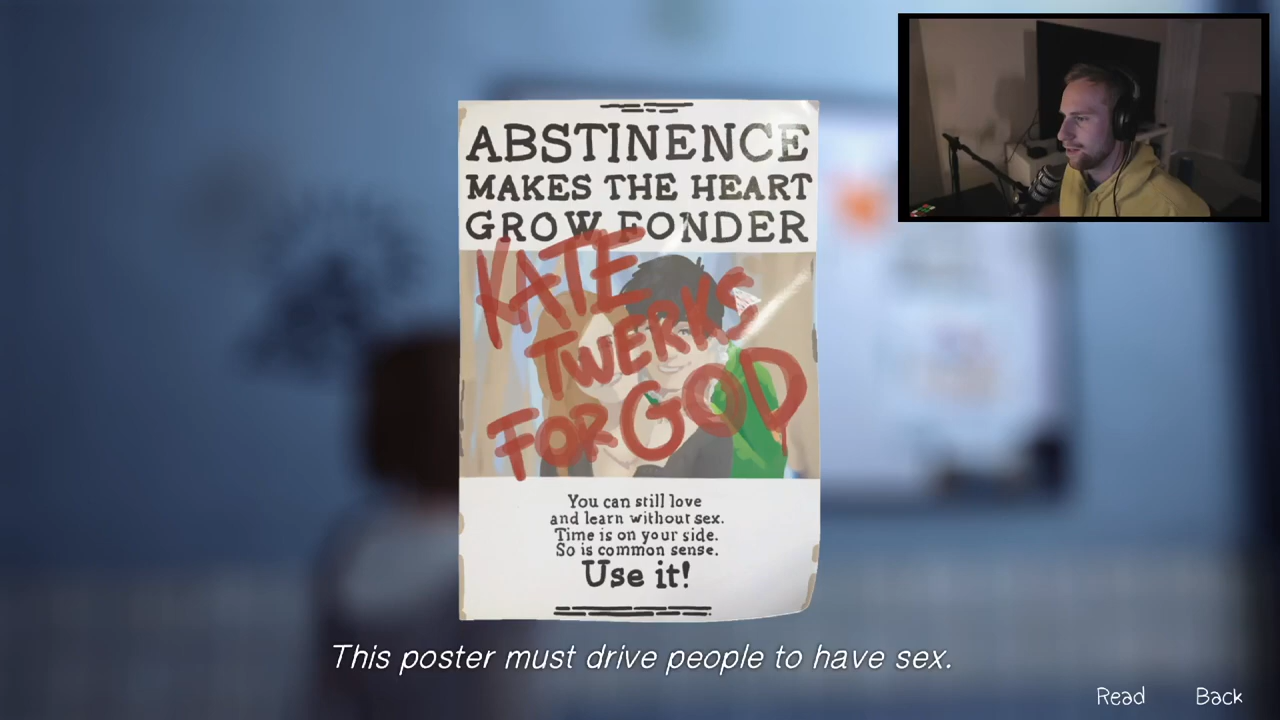 ABSTINENCE
MAKES THE HEART
GROW FONDER
KATE
TWERKS
FOR GOD
You can still love
and learn without sex.
Time is on your side.
So is common sense.
Use it!
This poster must drive people to have sex.
Read Back